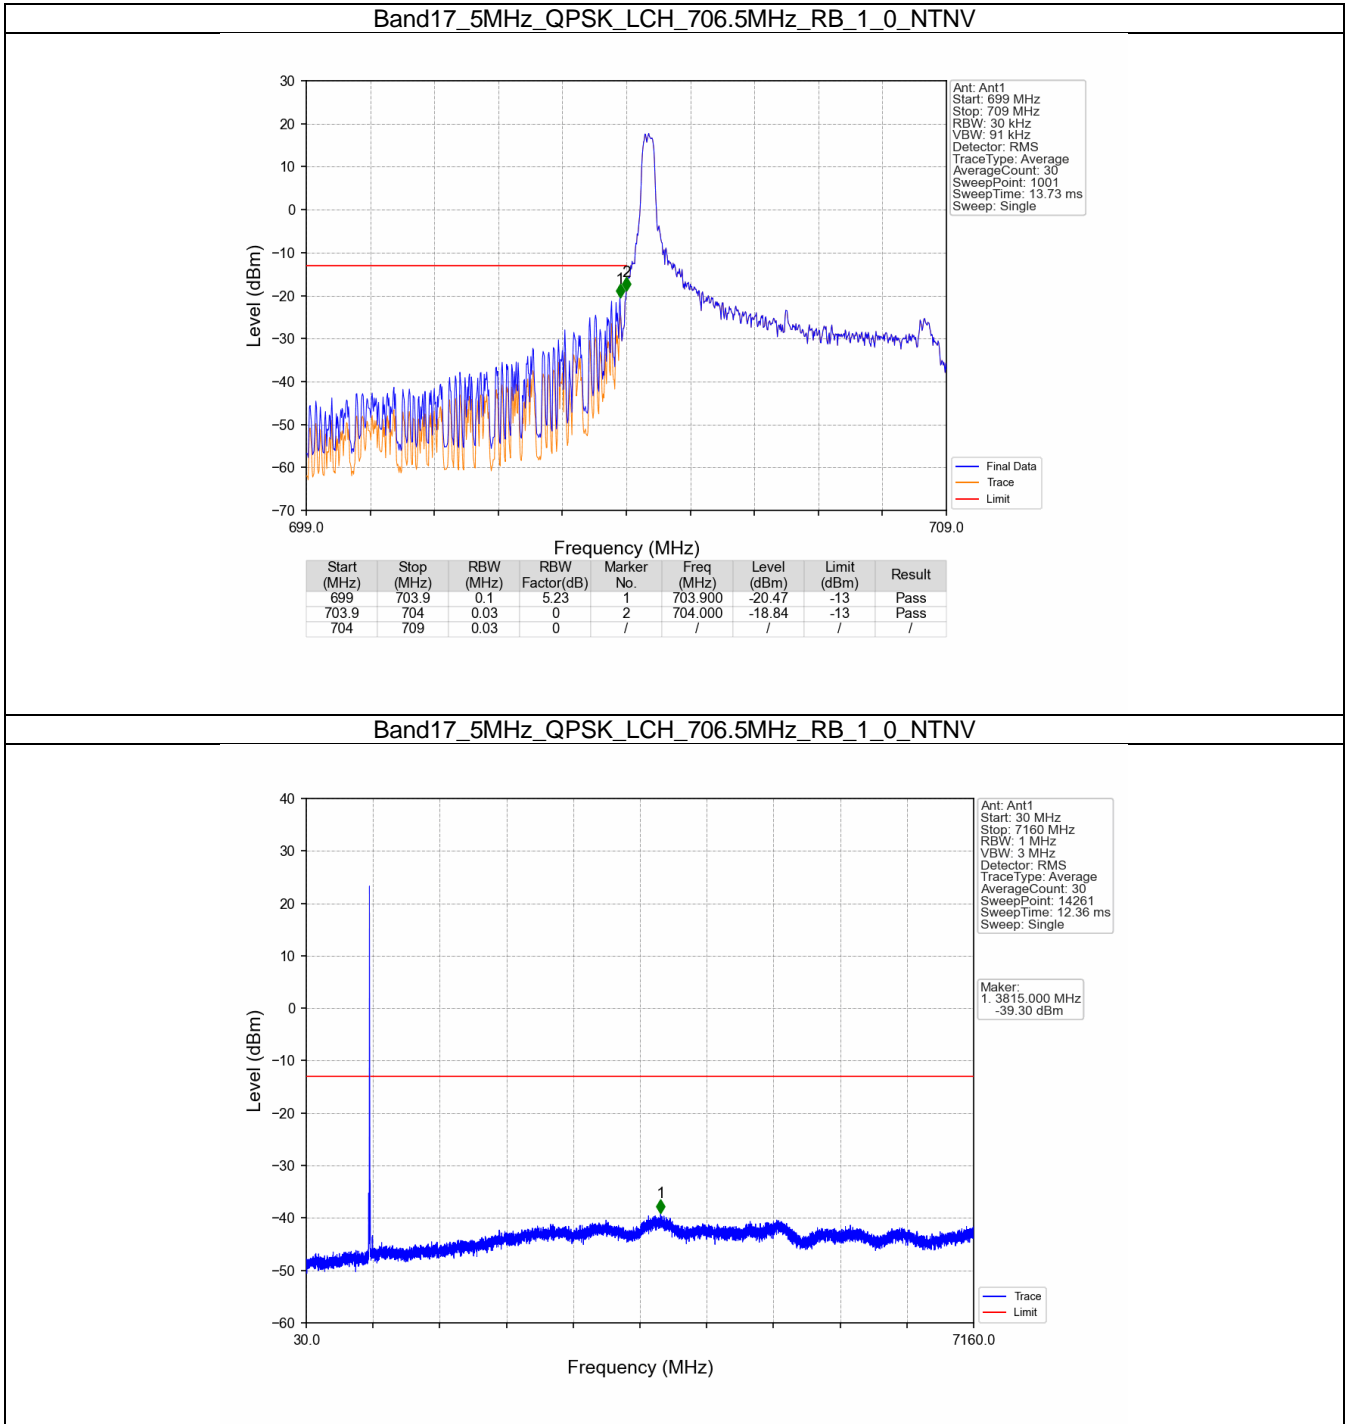 Band17_5MHz_QPSK_LCH_706.5MHz_RB_1_0_NTNV
30
20
10
0
−10
−20
−30
−40
−50
−60
−70
Level (dBm)
1
2
699.0
709.0
Frequency (MHz)
Ant: Ant1
Start: 699 MHz
Stop: 709 MHz
RBW: 30 kHz
VBW: 91 kHz
Detector: RMS
TraceType: Average
AverageCount: 30
SweepPoint: 1001
SweepTime: 13.73 ms
Sweep: Single
Final Data
Trace
Limit
Start (MHz) Stop (MHz) RBW (MHz) RBW Factor(dB) Marker No. Freq (MHz) Level (dBm) Limit (dBm) Result
699 703.9 0.1 5.23 1 703.900 -20.47 -13 Pass
703.9 704 0.03 0 2 704.000 -18.84 -13 Pass
704 709 0.03 0 / / / / /
Band17_5MHz_QPSK_LCH_706.5MHz_RB_1_0_NTNV
40
30
20
10
0
−10
−20
−30
−40
−50
−60
Level (dBm)
1
30.0
7160.0
Frequency (MHz)
Ant: Ant1
Start: 30 MHz
Stop: 7160 MHz
RBW: 1 MHz
VBW: 3 MHz
Detector: RMS
TraceType: Average
AverageCount: 30
SweepPoint: 14261
SweepTime: 12.36 ms
Sweep: Single
Maker:
1. 3815.000 MHz
-39.30 dBm
Trace
Limit